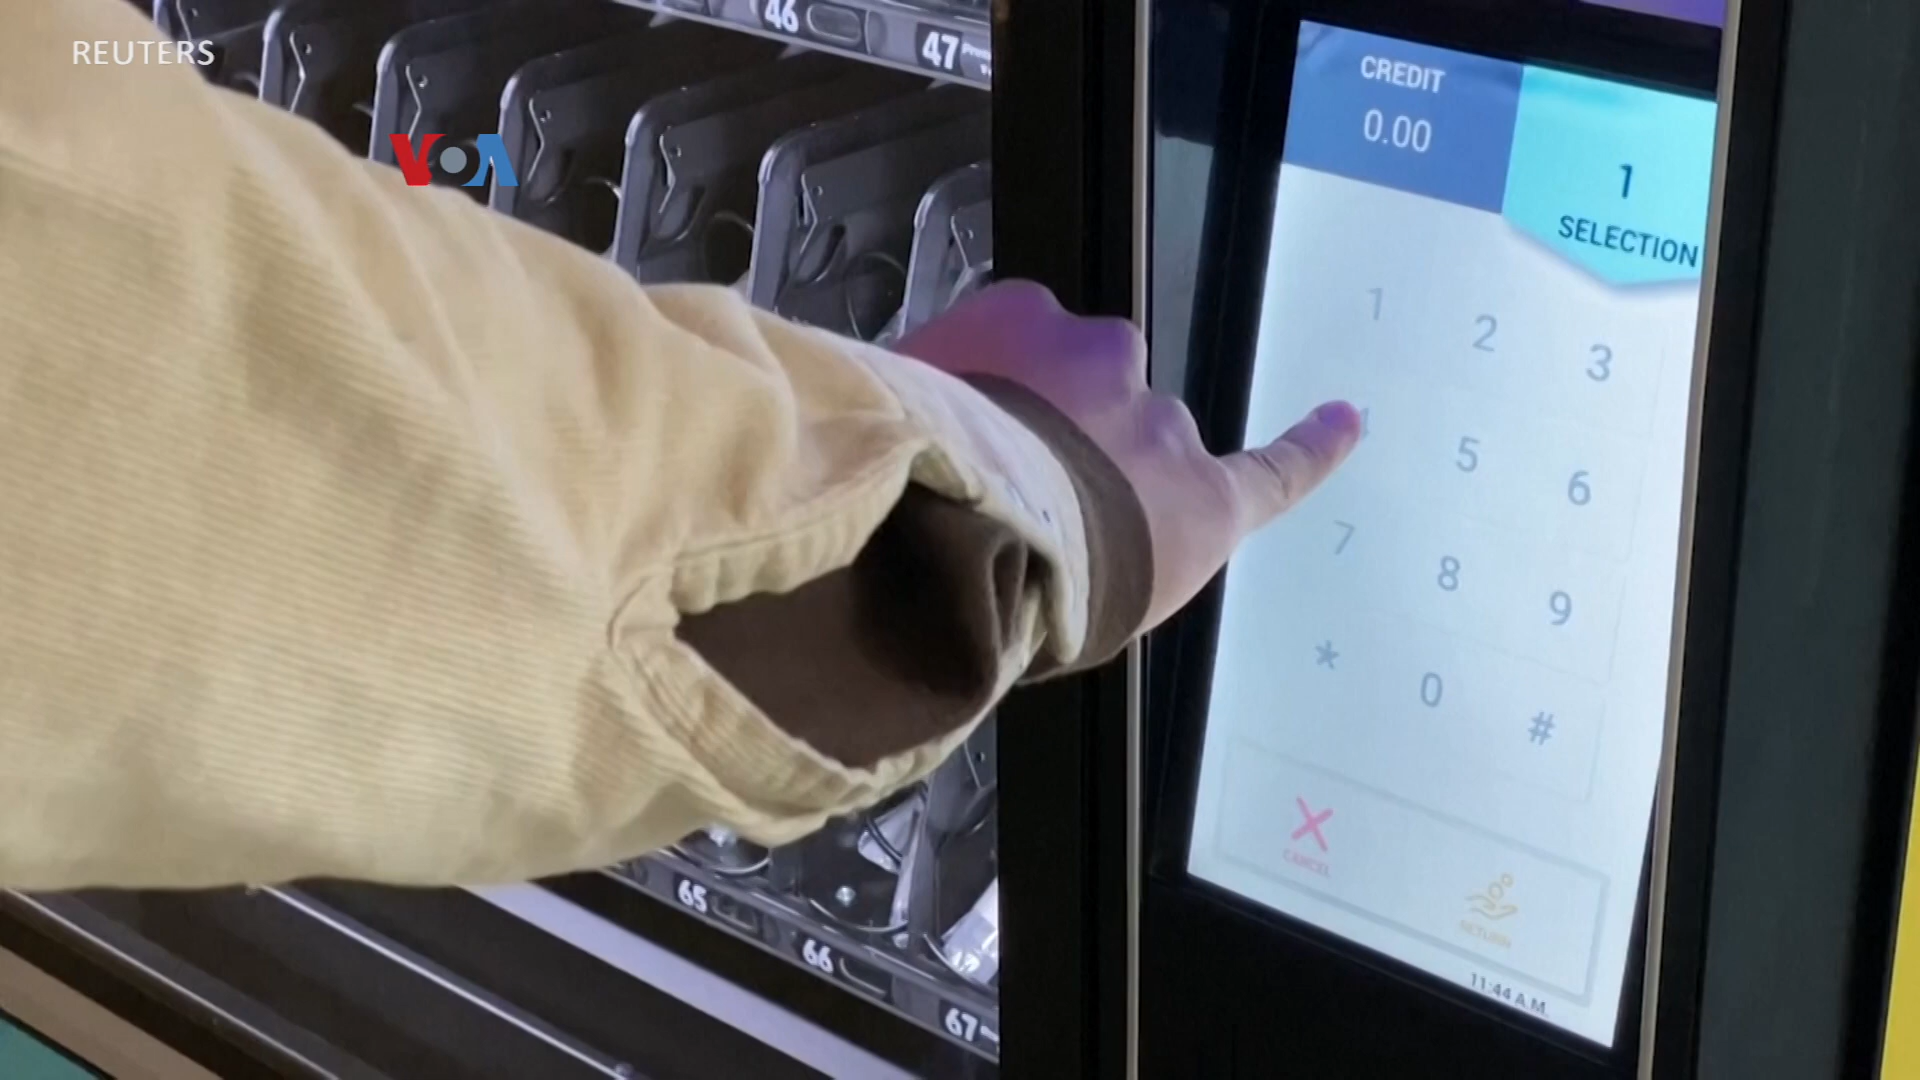 REUTERS
VOA
46
47
CREDIT
0.00
1
SELECTION
1 2 3
5 6
7 8 9
* 0 #
CANCEL
RETURN
11:44 A.M.
65
66
67